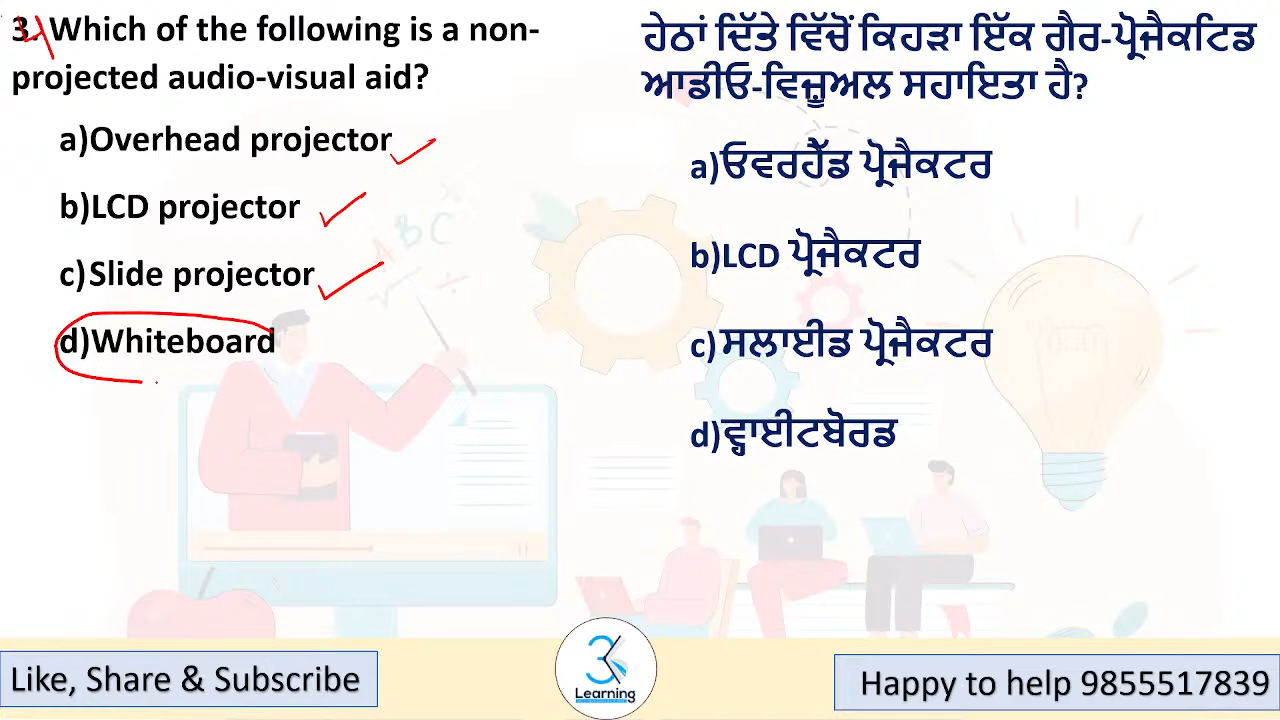 3. Which of the following is a non-
projected audio-visual aid?
a)Overhead projector
b)LCD projector
c)Slide projector
d)Whiteboard
ਹੇਠਾਂ ਦਿੱਤੇ ਵਿੱਚੋਂ ਕਿਹੜਾ ਇੱਕ ਗੈਰ-ਪ੍ਰੋਜੈਕਟਿਡ
ਆਡੀਓ-ਵਿਜ਼ੂਅਲ ਸਹਾਇਤਾ ਹੈ?
a)ਓਵਰਹੈੱਡ ਪ੍ਰੋਜੈਕਟਰ
b)LCD ਪ੍ਰੋਜੈਕਟਰ
c)ਸਲਾਈਡ ਪ੍ਰੋਜੈਕਟਰ
d)ਵ੍ਹਾਈਟਬੋਰਡ
ABC
Like, Share & Subscribe
3
Learning
Happy to help 9855517839